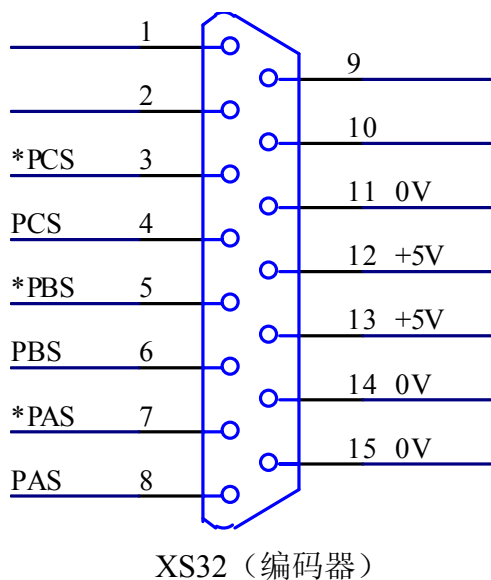 1
9
2
10
*PCS 3
11 0V
PCS 4
12 +5V
*PBS 5
13 +5V
PBS 6
14 0V
*PAS 7
15 0V
PAS 8
XS32（编码器）